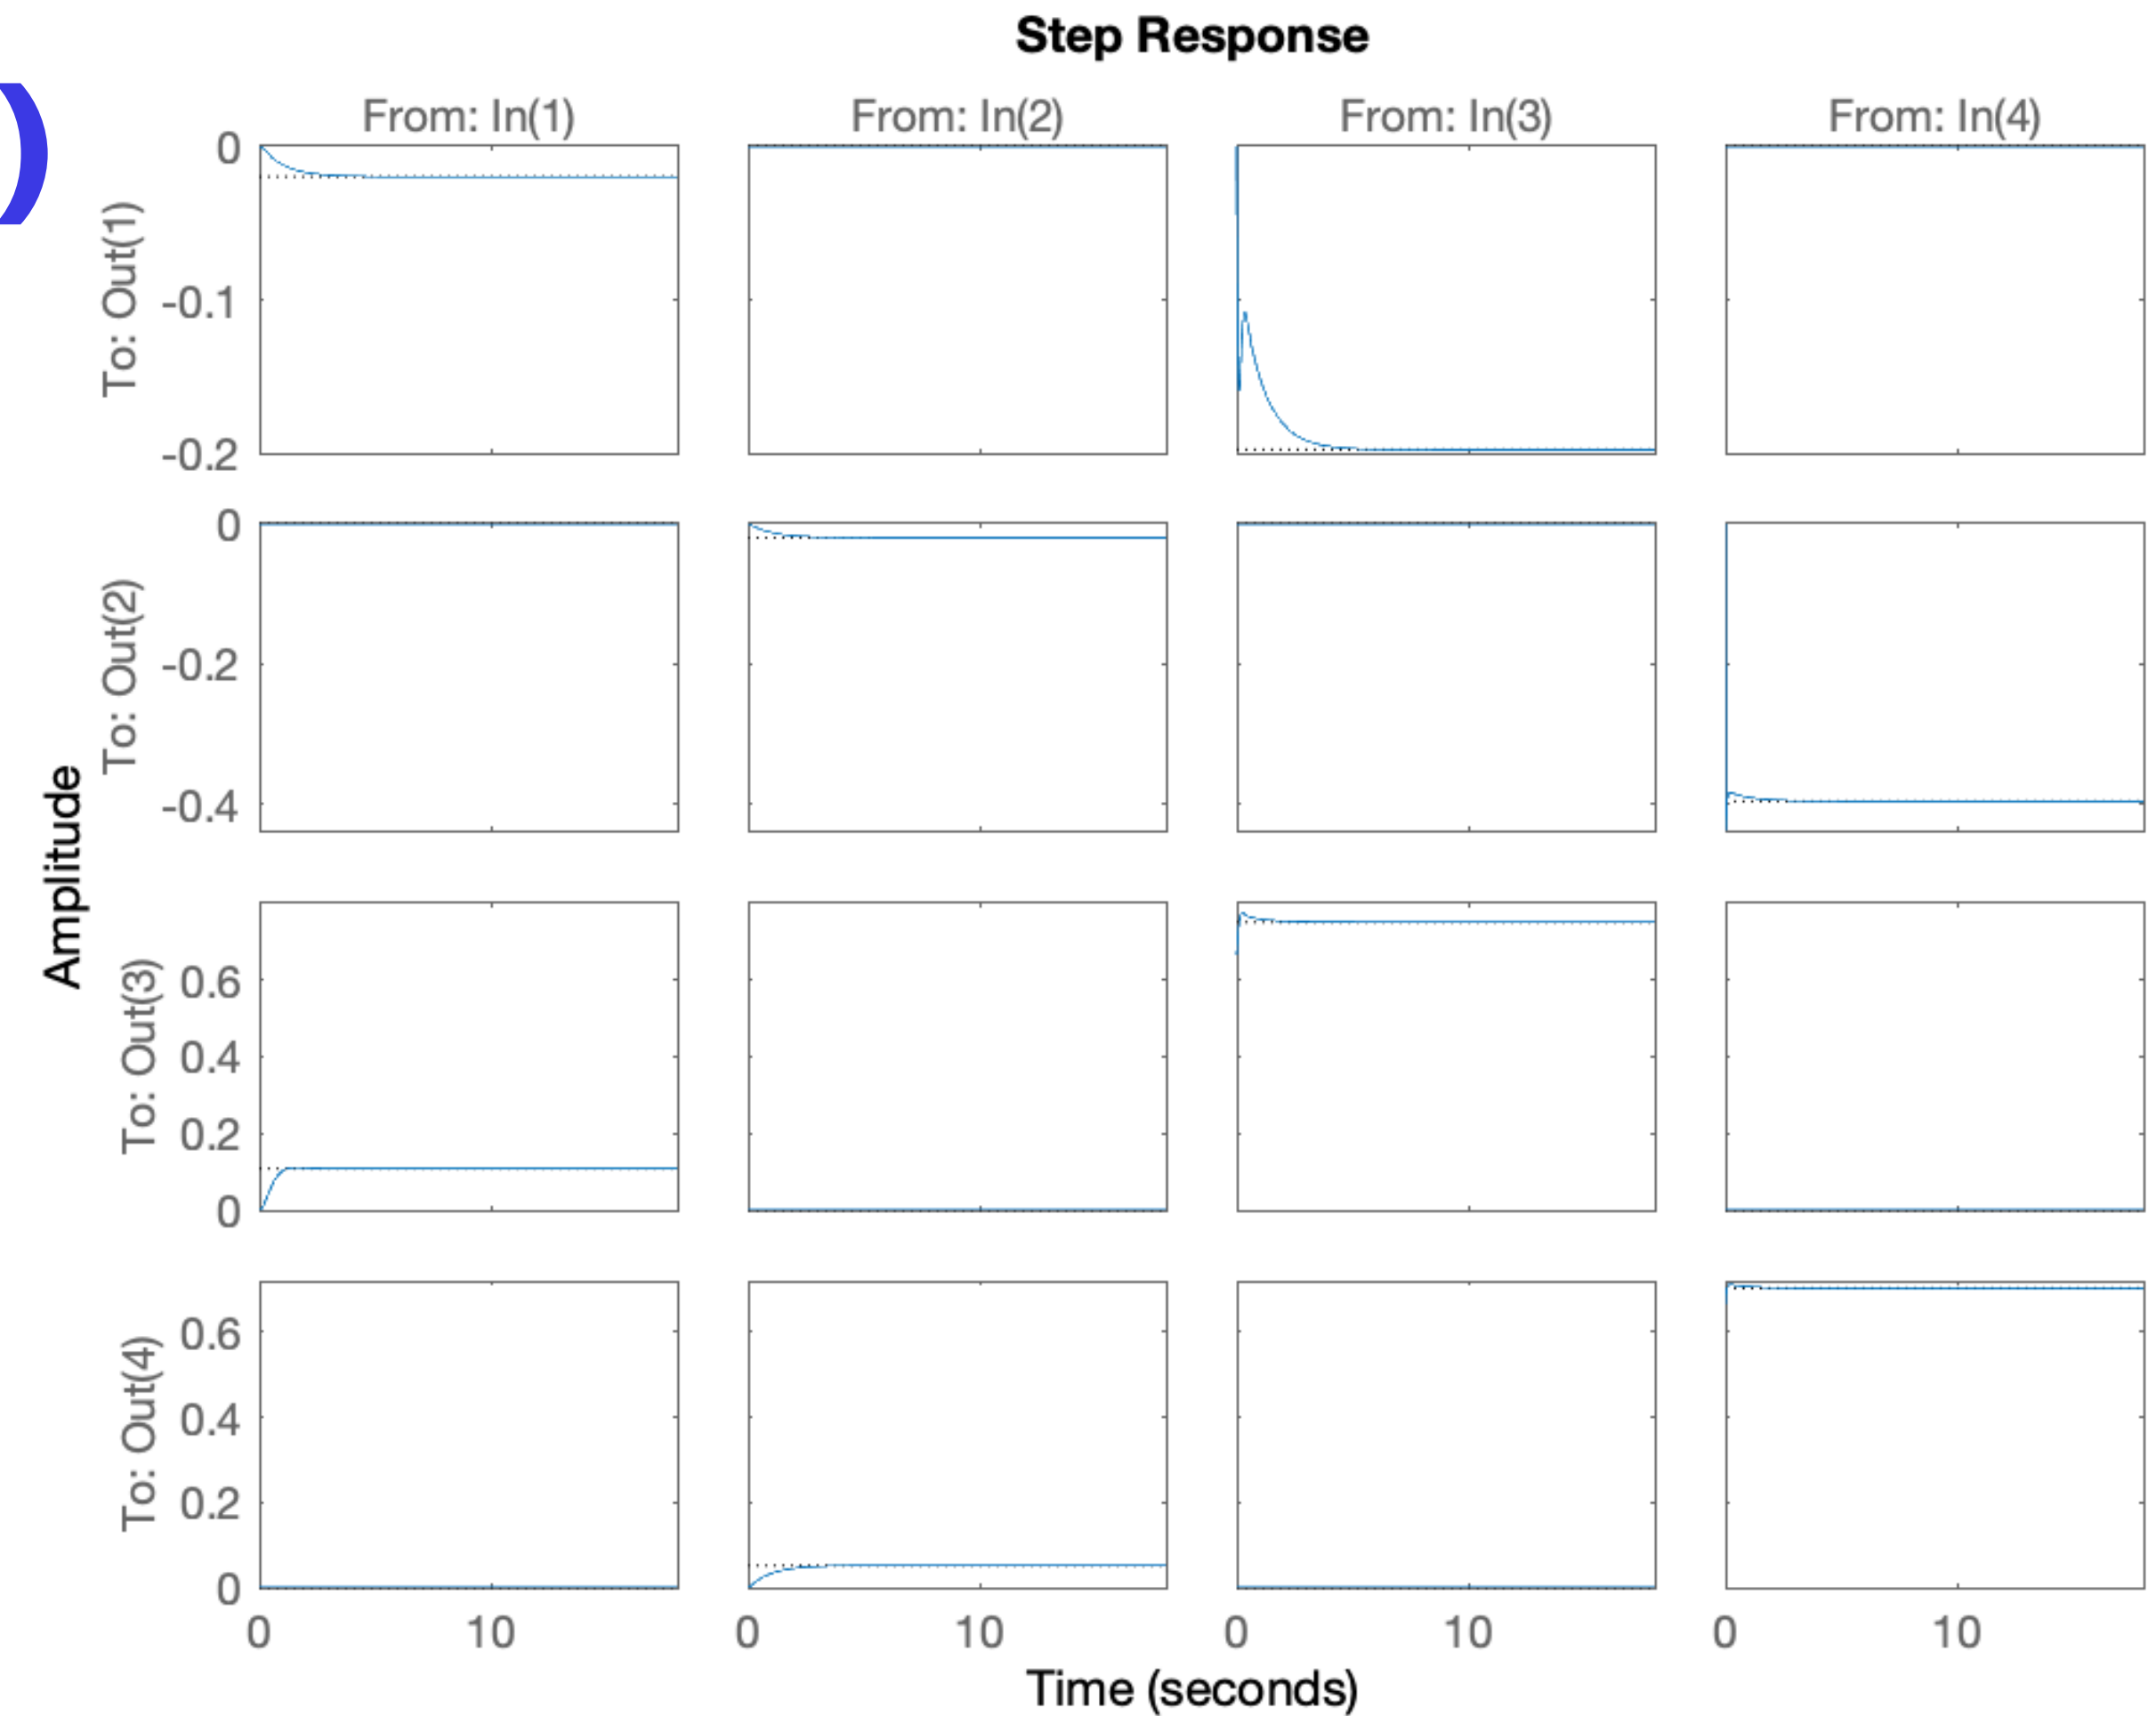 Step Response
)
From: In(1) From: In(2) From: In(3) From: In(4)
To: Out(1)
0
-0.1
-0.2
To: Out(2)
0
-0.2
-0.4
Amplitude
To: Out(3)
0.6
0.4
0.2
0
To: Out(4)
0.6
0.4
0.2
0
0 10 0 10 0 10 0 10
Time (seconds)